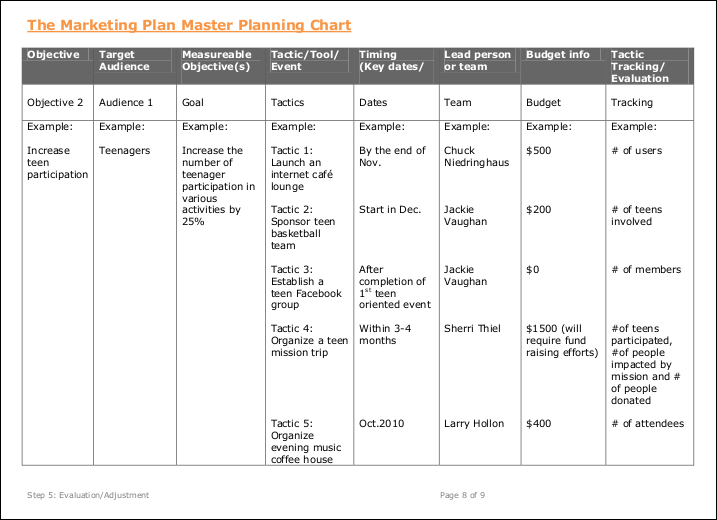 The Marketing Plan Master Planning Chart
Objective
Target
Audience
Measureable
Objective(s)
Tactic/Tool/
Event
Timing
(Key dates/
Lead person
or team
Budget info
Tactic
Tracking/
Evaluation
Objective 2
Audience 1
Goal
Tactics
Dates
Team
Budget
Tracking
Example:
Example:
Example:
Example:
Example:
Example:
Example:
Example:
Increase
teen
participation
Teenagers
Increase the
number of
teenager
participation in
various
activities by
25%
Tactic 1:
Launch an
internet café
lounge
By the end of
Nov.
Chuck
Niedringhaus
$500
# of users
Tactic 2:
Sponsor teen
basketball
team
Start in Dec.
Jackie
Vaughan
$200
# of teens
involved
Tactic 3:
Establish a
teen Facebook
group
After
completion of
1st teen
oriented event
Jackie
Vaughan
$0
# of members
Tactic 4:
Organize a teen
mission trip
Within 3-4
months
Sherri Thiel
$1500 (will
require fund
raising efforts)
#of teens
participated,
#of people
impacted by
mission and #
of people
donated
Tactic 5:
Organize
evening music
coffee house
Oct.2010
Larry Hollon
$400
# of attendees
Step 5: Evaluation/Adjustment
Page 8 of 9